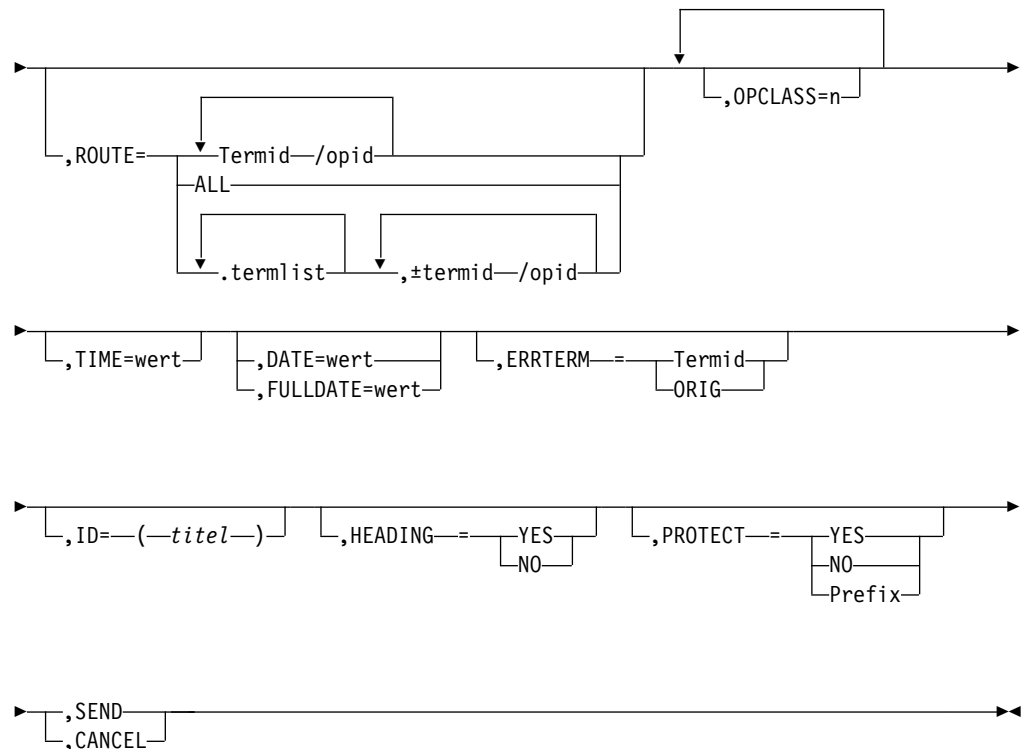 ,OPCLASS=n
,ROUTE= Termid /opid
ALL
.termlist ,±termid /opid
,TIME=wert ,DATE=wert ,ERRTERM = Termid
,FULLDATE=wert ORIG
,ID= ( titel ) ,HEADING = YES ,PROTECT = YES
NO NO
Prefix
,SEND
,CANCEL